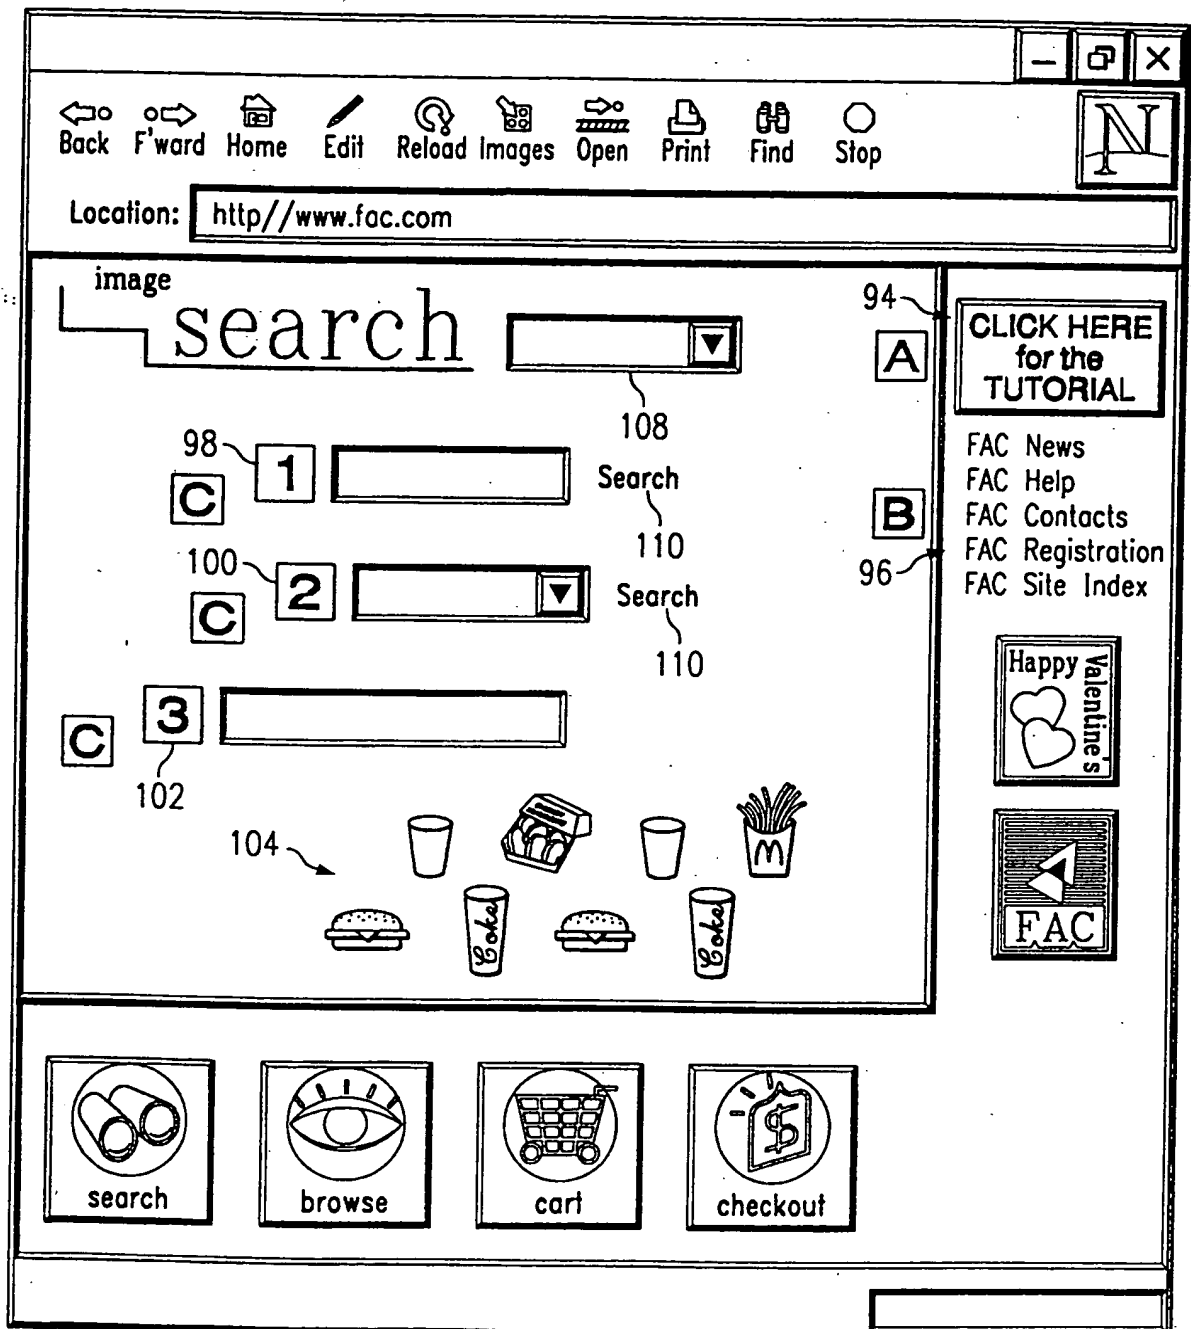 Back F'ward Home Edit Reload Images Open Print Find Stop
N
Location: http//www.fac.com
image
search
94
CLICK HERE
for the
TUTORIAL
A
108
98
1
Search
C
110
B
96
FAC News
FAC Help
FAC Contacts
FAC Registration
FAC Site Index
100
2
Search
C
110
3
C
102
Happy
Valentine's
104
M
Coke
Coke
FAC
search
browse
cart
checkout